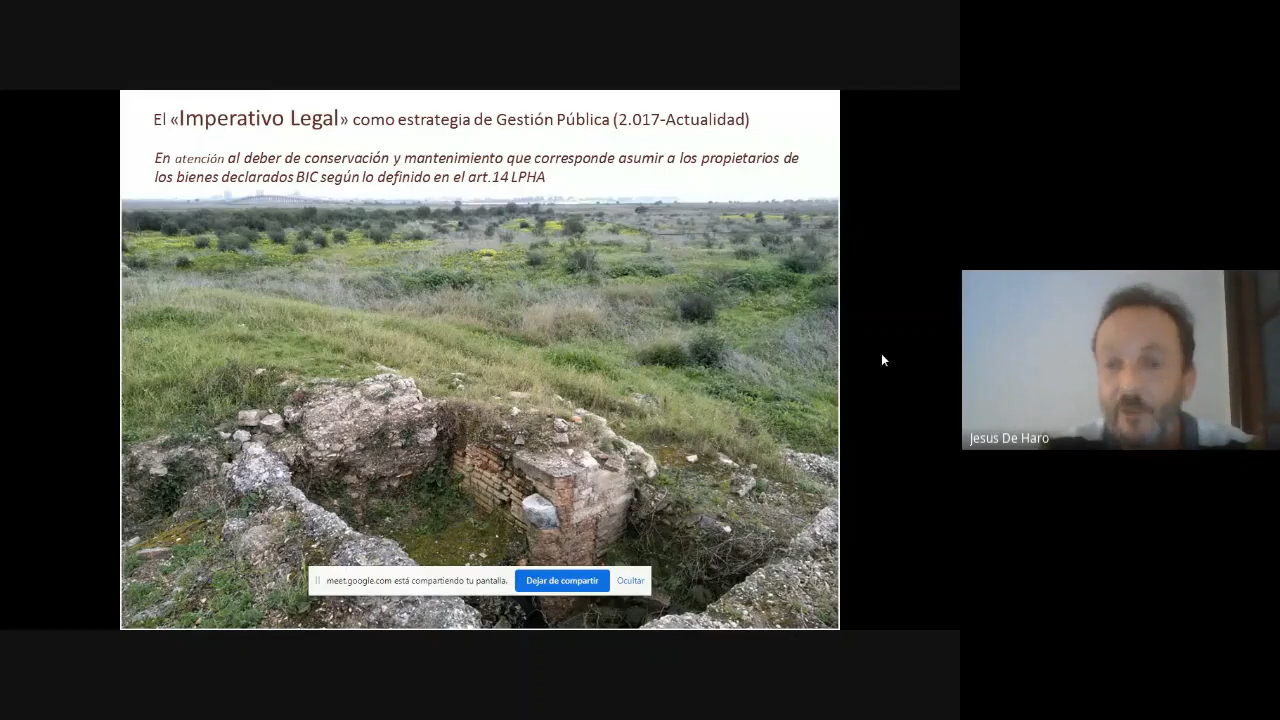 El «Imperativo Legal» como estrategia de Gestión Pública (2.017-Actualidad)
En atención al deber de conservación y mantenimiento que corresponde asumir a los propietarios de
los bienes declarados BIC según lo definido en el art.14 LPHA
meet.google.com está compartiendo tu pantalla. Dejar de compartir Ocultar
Jesus De Haro